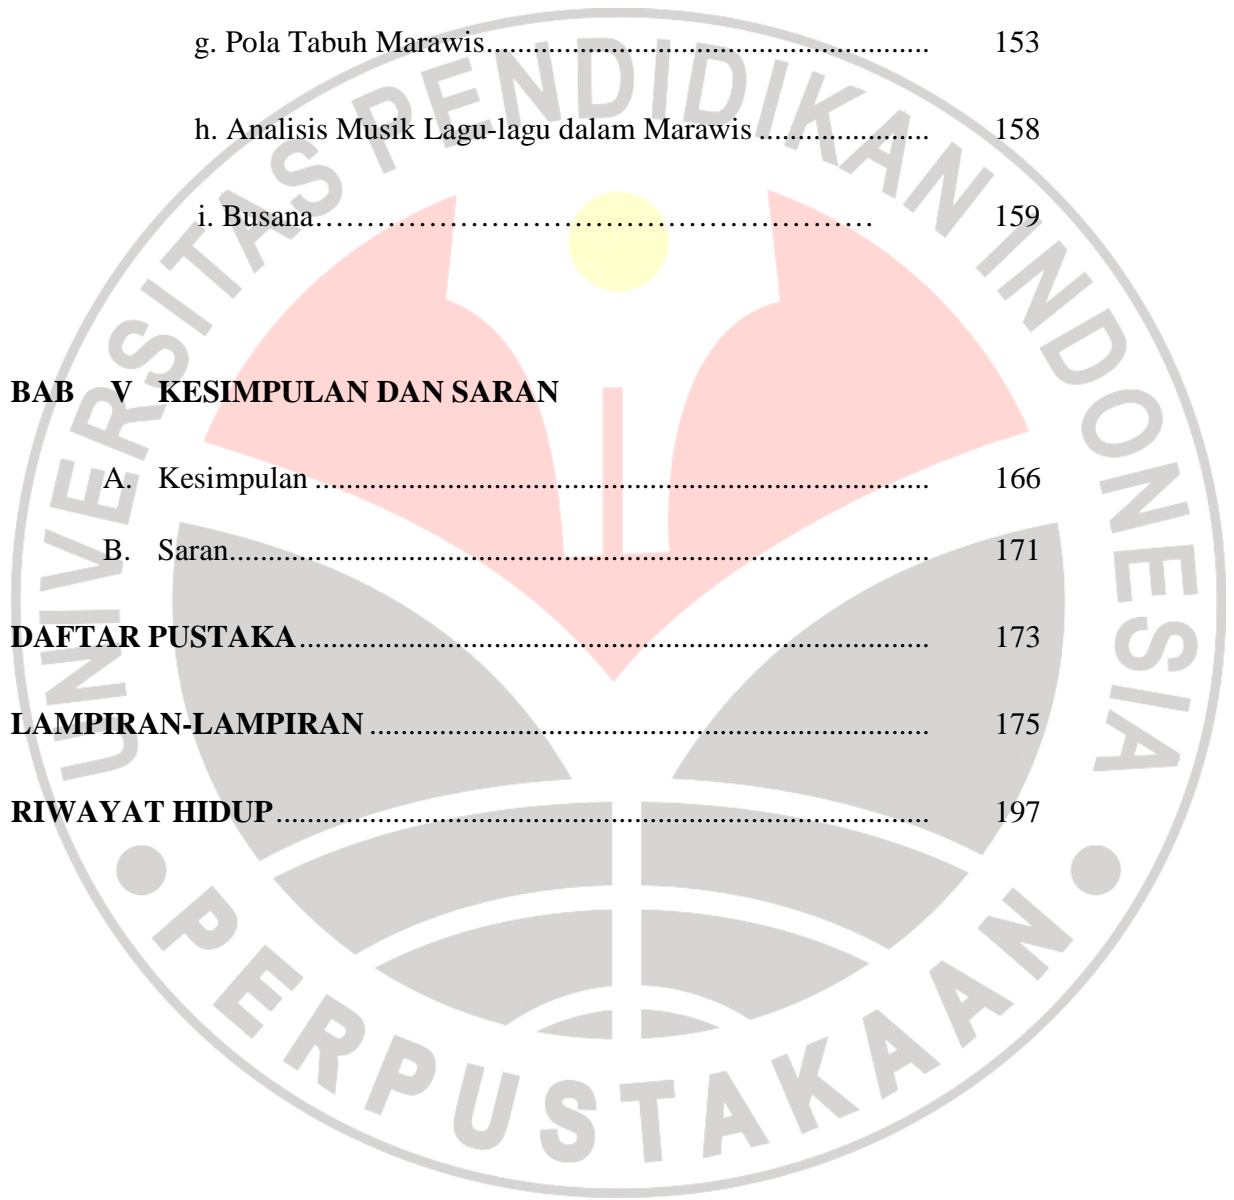 g. Pola Tabuh Marawis...................................................... 153
h. Analisis Musik Lagu-lagu dalam Marawis ..................... 158
i. Busana………………………………………………… 159
BAB V KESIMPULAN DAN SARAN
A. Kesimpulan ........................................................................... 166
B. Saran...................................................................................... 171
DAFTAR PUSTAKA............................................................................. 173
LAMPIRAN-LAMPIRAN .................................................................... 175
RIWAYAT HIDUP................................................................................ 197
UNIVERSITAS PENDIDIKAN INDONESIA
PERPUSTAKAAN